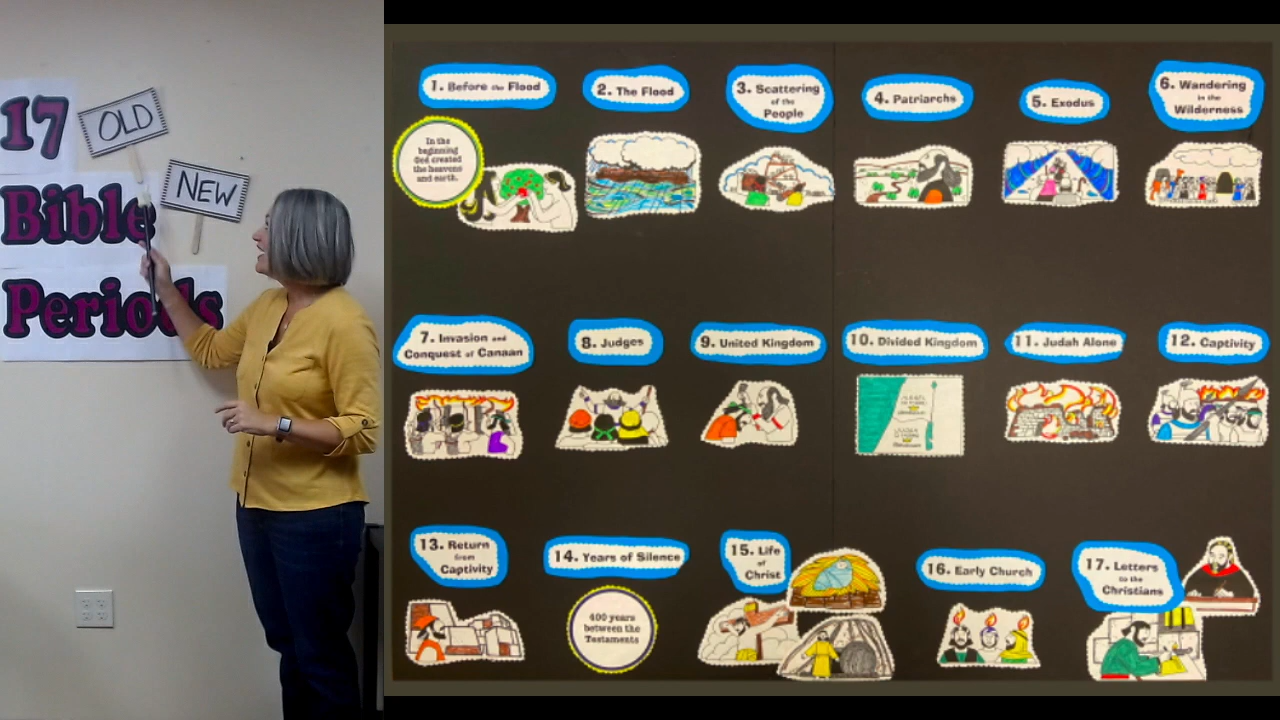 17
Bible
Periods
OLD
NEW
1. Before the Flood
In the
beginning
God created
the heavens
and earth.
2. The Flood
3. Scattering
of the
People
4. Patriarchs
5. Exodus
6. Wandering
in the
Wilderness
7. Invasion and
Conquest of Canaan
8. Judges
9. United Kingdom
10. Divided Kingdom
11. Judah Alone
12. Captivity
13. Return
from
Captivity
14. Years of Silence
400 years
between the
Testaments
15. Life
of
Christ
16. Early Church
17. Letters
to the
Christians